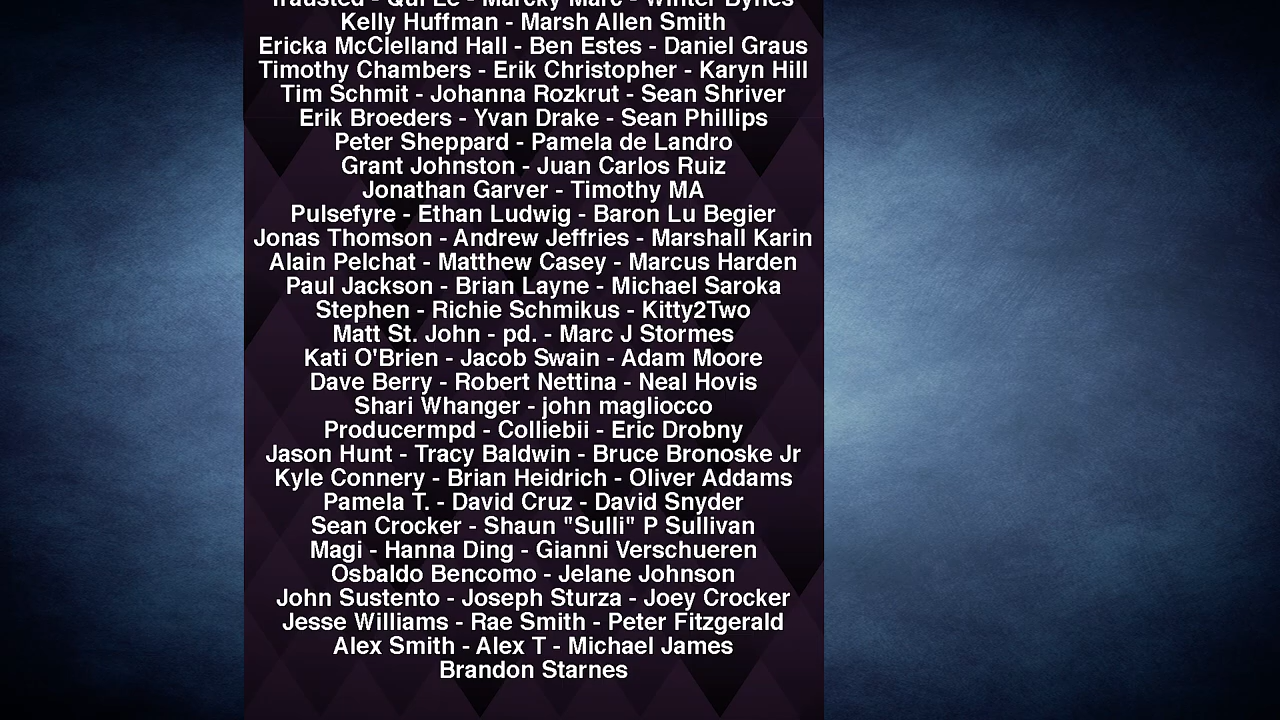 Trausted - Qui Le - Marcky Marc - Winter Bynes
Kelly Huffman - Marsh Allen Smith
Ericka McClelland Hall - Ben Estes - Daniel Graus
Timothy Chambers - Erik Christopher - Karyn Hill
Tim Schmit - Johanna Rozkrut - Sean Shriver
Erik Broeders - Yvan Drake - Sean Phillips
Peter Sheppard - Pamela de Landro
Grant Johnston - Juan Carlos Ruiz
Jonathan Garver - Timothy MA
Pulsefyre - Ethan Ludwig - Baron Lu Begier
Jonas Thomson - Andrew Jeffries - Marshall Karin
Alain Pelchat - Matthew Casey - Marcus Harden
Paul Jackson - Brian Layne - Michael Saroka
Stephen - Richie Schmikus - Kitty2Two
Matt St. John - pd. - Marc J Stormes
Kati O'Brien - Jacob Swain - Adam Moore
Dave Berry - Robert Nettina - Neal Hovis
Shari Whanger - john magliocco
Producermpd - Colliebii - Eric Drobny
Jason Hunt - Tracy Baldwin - Bruce Bronoske Jr
Kyle Connery - Brian Heidrich - Oliver Addams
Pamela T. - David Cruz - David Snyder
Sean Crocker - Shaun "Sulli" P Sullivan
Magi - Hanna Ding - Gianni Verschueren
Osbaldo Bencomo - Jelane Johnson
John Sustento - Joseph Sturza - Joey Crocker
Jesse Williams - Rae Smith - Peter Fitzgerald
Alex Smith - Alex T - Michael James
Brandon Starnes